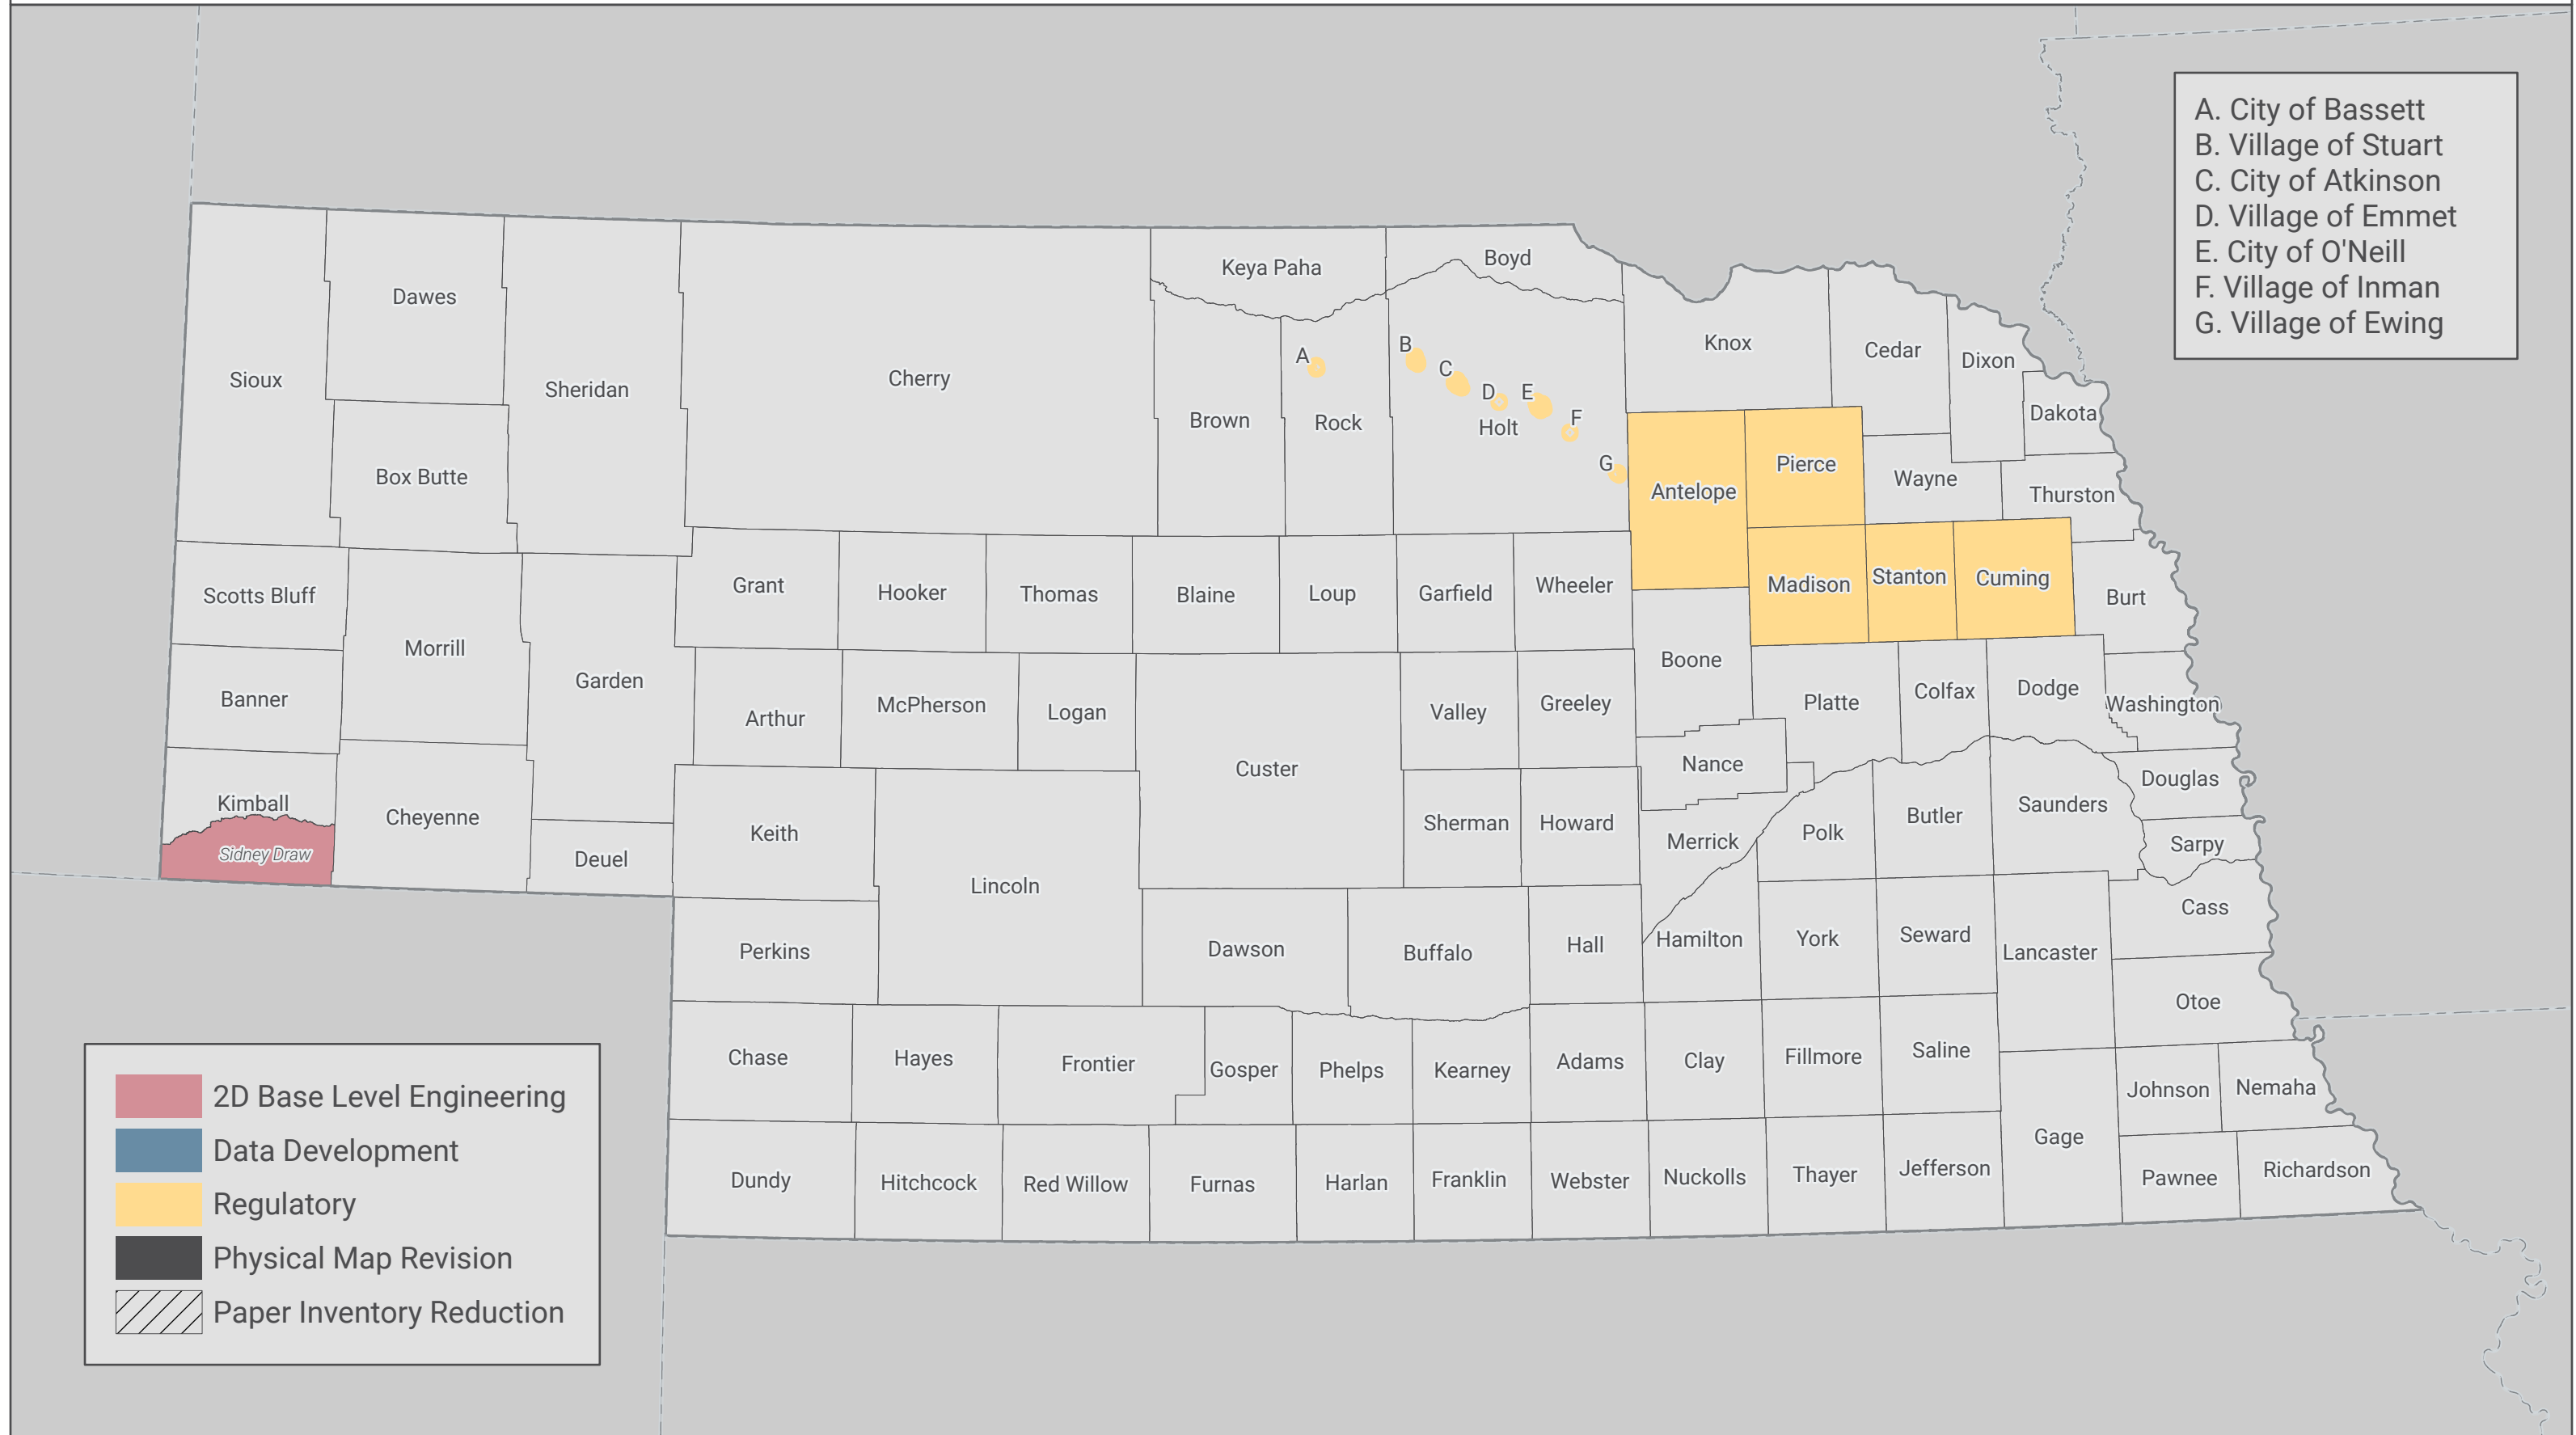 A. City of Bassett
B. Village of Stuart
C. City of Atkinson
D. Village of Emmet
E. City of O'Neill
F. Village of Inman
G. Village of Ewing
Boyd
Keya Paha
Dawes
Knox
B
Cedar
A
Dixon
C
Sioux
Cherry
Sheridan
D
E
Dakota
F
Brown
Rock
Holt
G
Pierce
Box Butte
Wayne
Antelope
Thurston
Stanton
Cuming
Madison
Grant
Wheeler
Hooker
Garfield
Loup
Thomas
Blaine
Scotts Bluff
Burt
Morrill
Boone
Garden
Dodge
Colfax
Banner
Platte
Greeley
Washington
McPherson
Logan
Valley
Arthur
Nance
Custer
Douglas
Kimball
Saunders
Butler
Cheyenne
Sherman
Howard
Polk
Keith
Merrick
Sarpy
Sidney Draw
Deuel
Lincoln
Cass
Seward
York
Hamilton
Hall
Dawson
Perkins
Lancaster
Buffalo
Otoe
Saline
Fillmore
Chase
Hayes
Clay
Adams
Frontier
Gosper
Phelps
Kearney
Nemaha
Johnson
Gage
Jefferson
Richardson
Thayer
Nuckolls
Pawnee
Franklin
Dundy
Webster
Hitchcock
Harlan
Red Willow
Furnas
2D Base Level Engineering
Data Development
Regulatory
Physical Map Revision
Paper Inventory Reduction